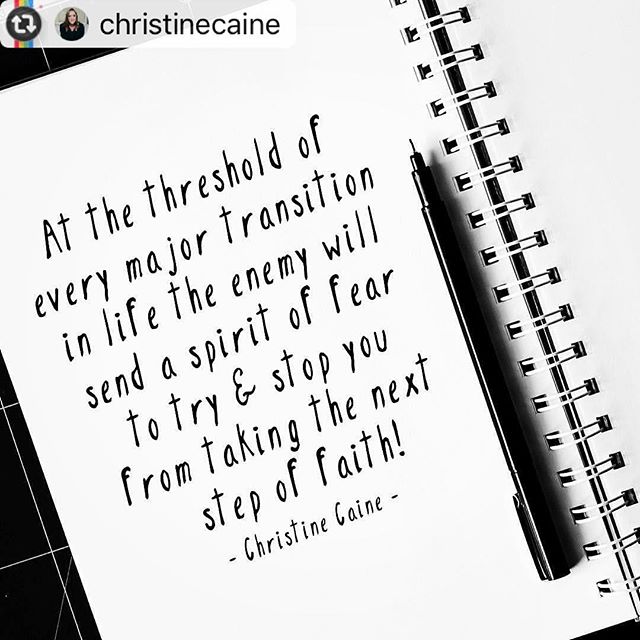 christinecaine
At the threshold of
every major transition
in life the enemy will
send a spirit of fear
to try & stop you
from taking the next
step of faith!
- Christine Caine -